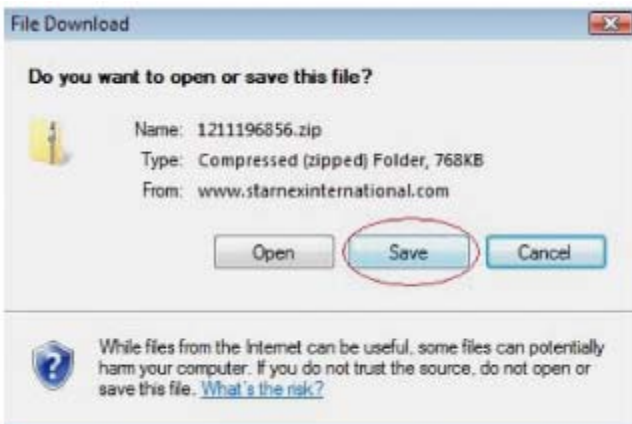 File Download
Do you want to open or save this file?
Name: 1211196856.zip
Type: Compressed (zipped) Folder, 768KB
From: www.starnexinternational.com
Open Save Cancel
While files from the Internet can be useful, some files can potentially
harm your computer. If you do not trust the source, do not open or
save this file. What's the risk?